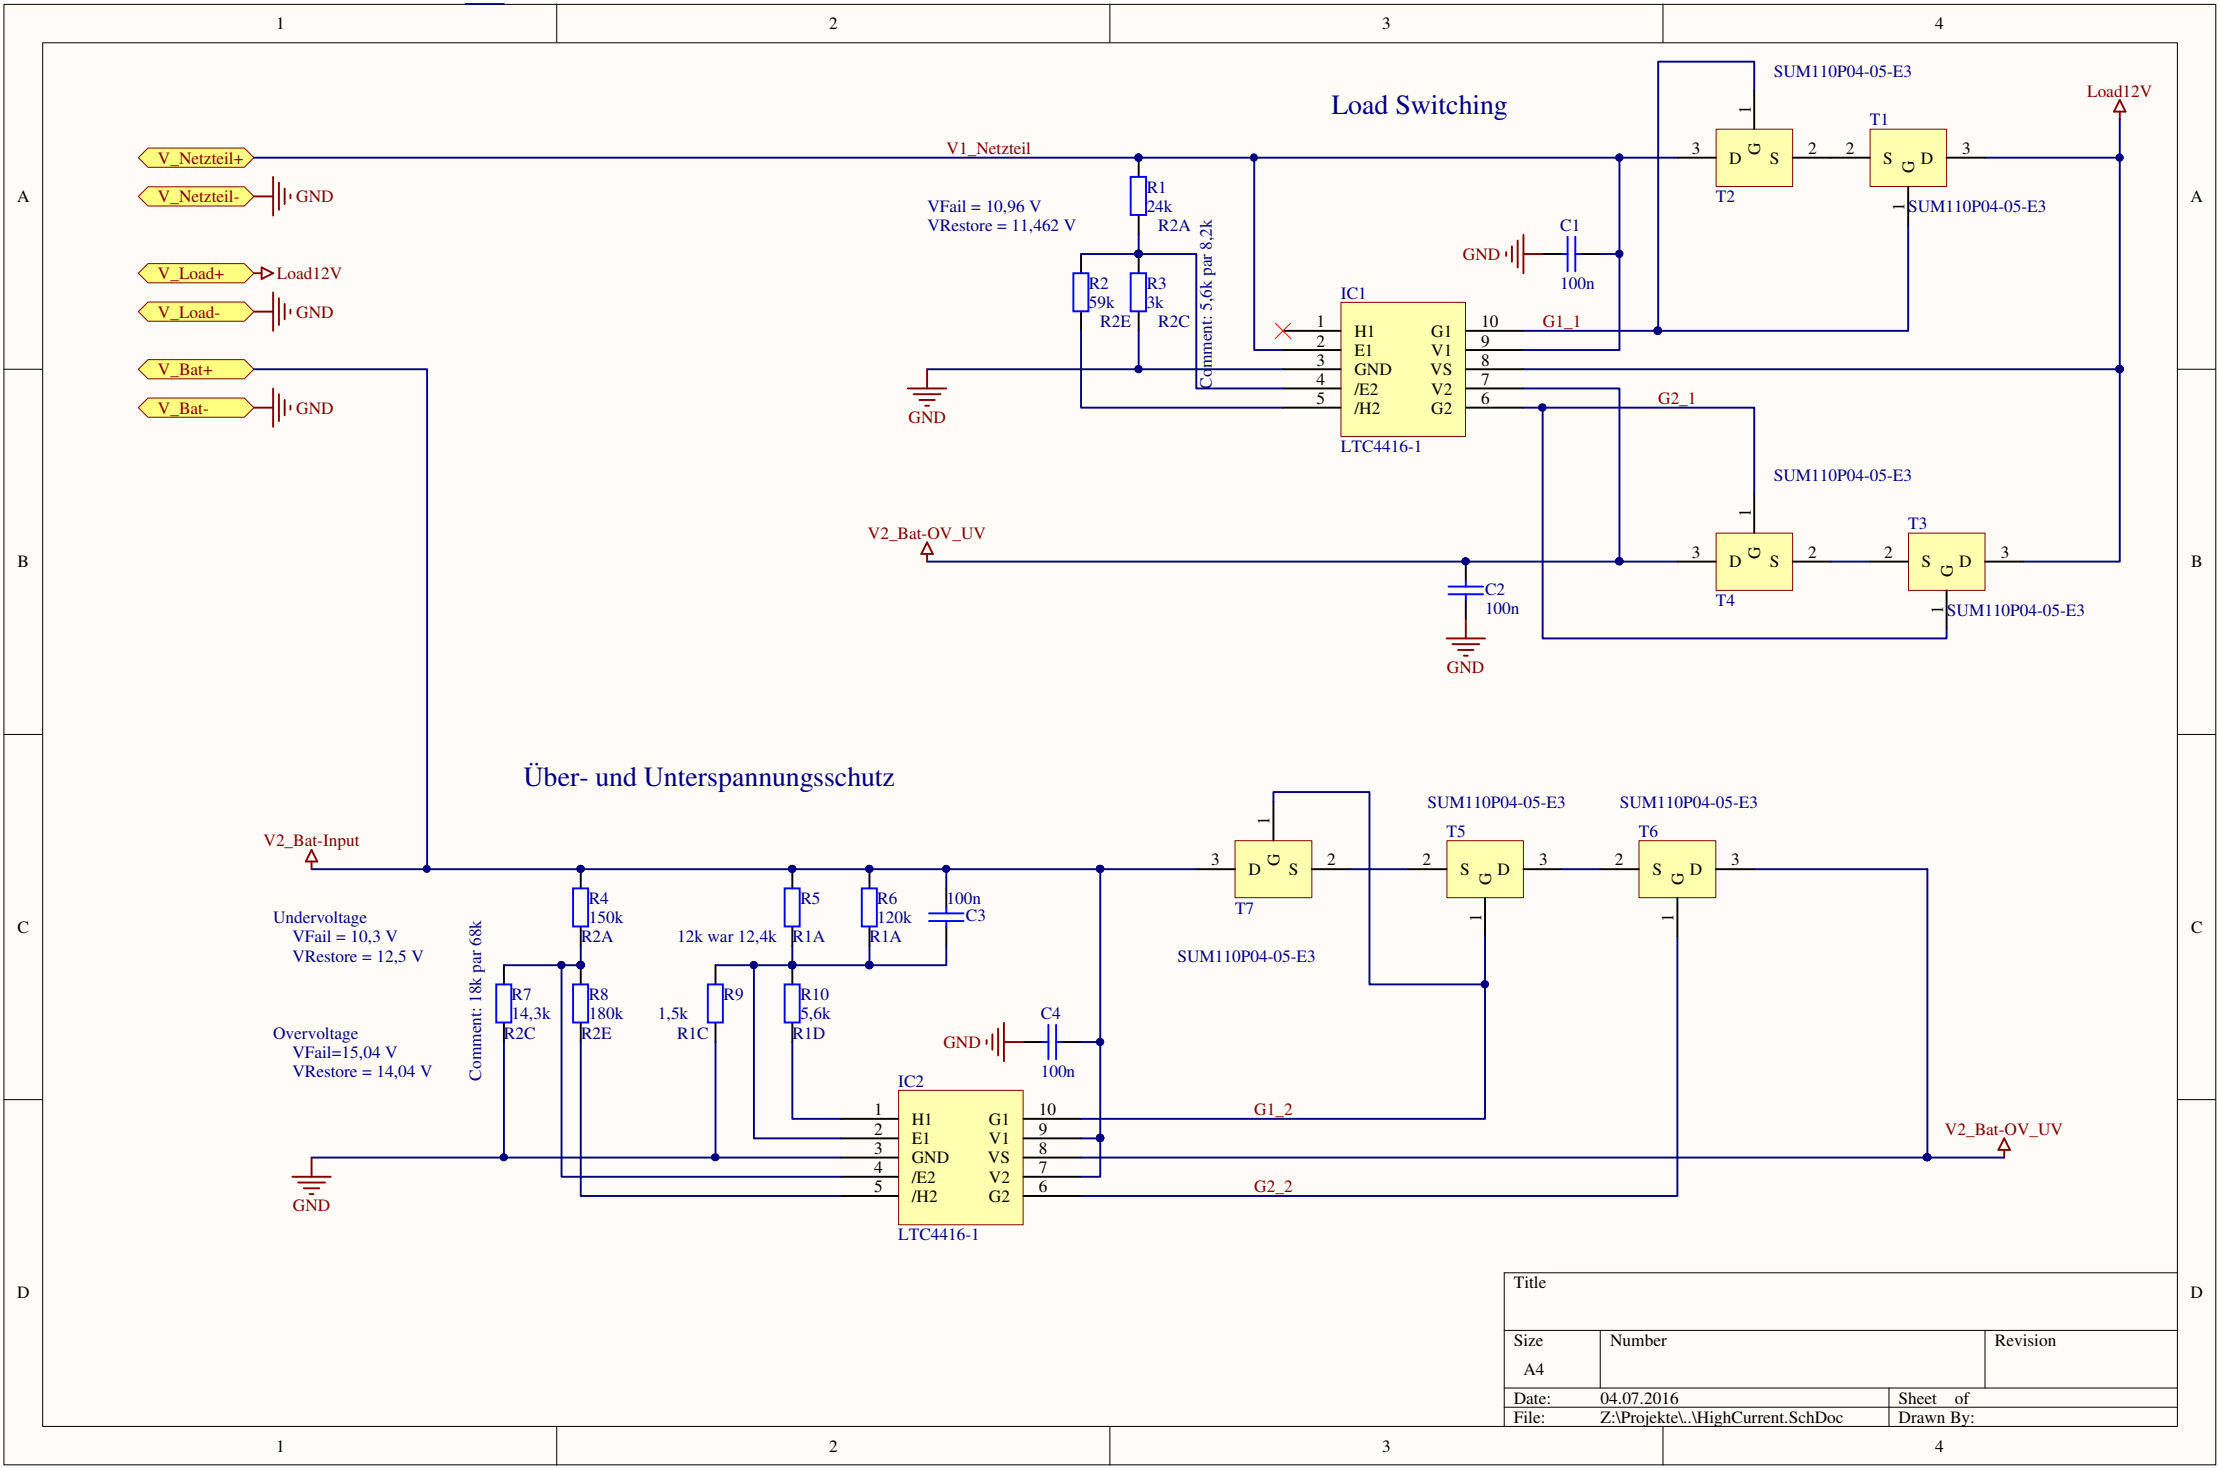 1
2
3
4
A
B
C
D
Load Switching
V_Netzteil+
V_Netzteil-
GND
V_Load+
Load12V
V_Load-
GND
V_Bat+
V_Bat-
GND
V1_Netzteil
VFail = 10,96 V
VRestore = 11,462 V
R1
24k
R2A
R2
59k
R2E
R3
3k
R2C
Comment: 5,6k par 8,2k
GND
C1
100n
GND
IC1
1 H1
2 E1
3 GND
4 /E2
5 /H2
G1 10
V1 9
VS 8
V2 7
G2 6
LTC4416-1
G1_1
G2_1
SUM110P04-05-E3
3 D G S 2
1
T2
T1
2 S G D 3
1
SUM110P04-05-E3
Load12V
V2_Bat-OV_UV
C2
100n
GND
SUM110P04-05-E3
3 D G S 2
1
T4
T3
2 S G D 3
1
SUM110P04-05-E3
Über- und Unterspannungsschutz
V2_Bat-Input
Undervoltage
VFail = 10,3 V
VRestore = 12,5 V
Overvoltage
VFail=15,04 V
VRestore = 14,04 V
Comment: 18k par 68k
R4
150k
R2A
R7
14,3k
R2C
R8
180k
R2E
12k war 12,4k
R5
R1A
R6
120k
R1A
100n
C3
R9
1,5k
R1C
R10
5,6k
R1D
GND
C4
100n
GND
IC2
1 H1
2 E1
3 GND
4 /E2
5 /H2
G1 10
V1 9
VS 8
V2 7
G2 6
LTC4416-1
G1_2
G2_2
3 D G S 2
1
T7
SUM110P04-05-E3
SUM110P04-05-E3
T5
2 S G D 3
1
SUM110P04-05-E3
T6
2 S G D 3
1
V2_Bat-OV_UV
Title
Size
A4
Number
Revision
Date: 04.07.2016
Sheet of
File: Z:\Projekte\..\HighCurrent.SchDoc
Drawn By:
A
B
C
D
1
2
3
4